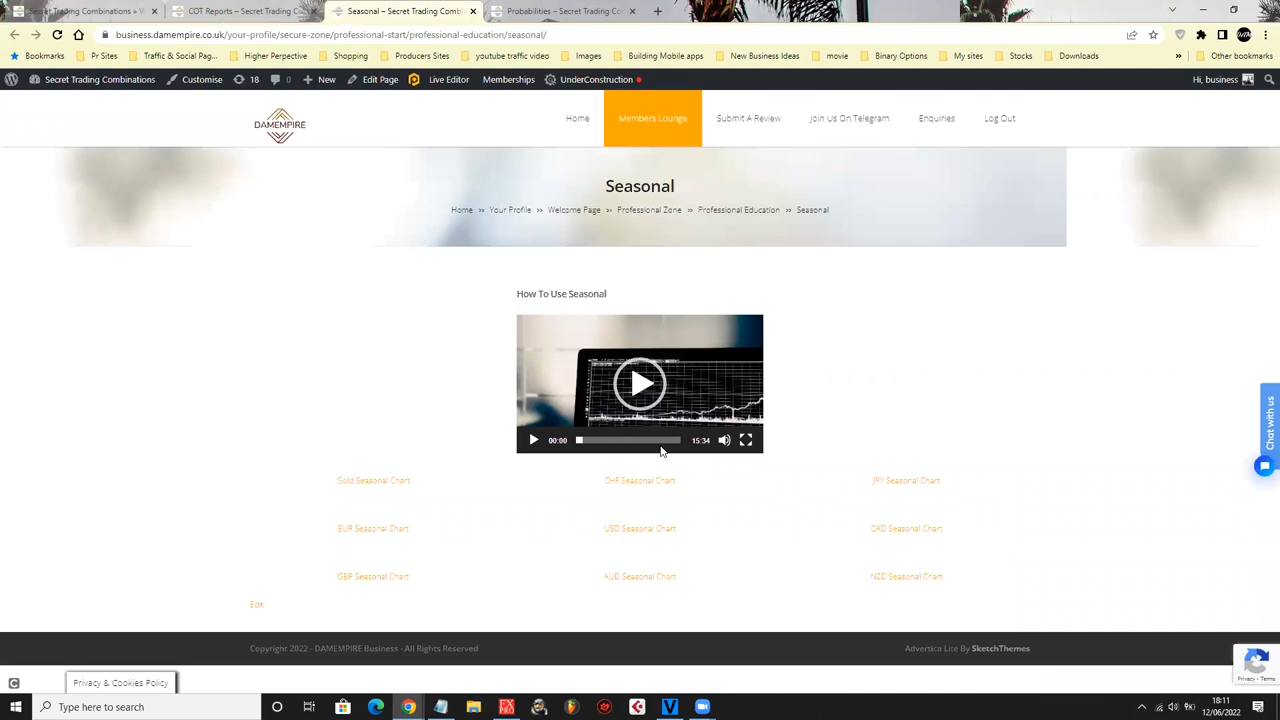 Secret Trading Combinations » W
COT Reports – Secret Trading Co
Seasonal – Secret Trading Combi
Probabilities – Secret Trading Co
business.damempire.co.uk/your-profile/secure-zone/professional-start/professional-education/seasonal/
Bookmarks Pr Sites Traffic & Social Pag... Higher Perpective Shopping Producers Sites youtube traffic video Images Building Mobile apps New Business Ideas movie Binary Options My sites Stocks Downloads » Other bookmarks
Secret Trading Combinations Customise 18 0 New Edit Page Live Editor Memberships UnderConstruction Hi, business
DAMEMPIRE
Home Members Lounge Submit A Review Join Us On Telegram Enquiries Log Out
Seasonal
Home » Your Profile » Welcome Page » Professional Zone » Professional Education » Seasonal
How To Use Seasonal
00:00 15:34
Chat with us
Gold Seasonal Chart CHF Seasonal Chart JPY Seasonal Chart
EUR Seasonal Chart USD Seasonal Chart CAD Seasonal Chart
GBP Seasonal Chart AUD Seasonal Chart NZD Seasonal Chart
Edit
Copyright 2022 - DAMEMPIRE Business - All Rights Reserved Advertica Lite By SketchThemes
Privacy - Terms
Privacy & Cookies Policy
Type here to search
18:11
12/06/2022